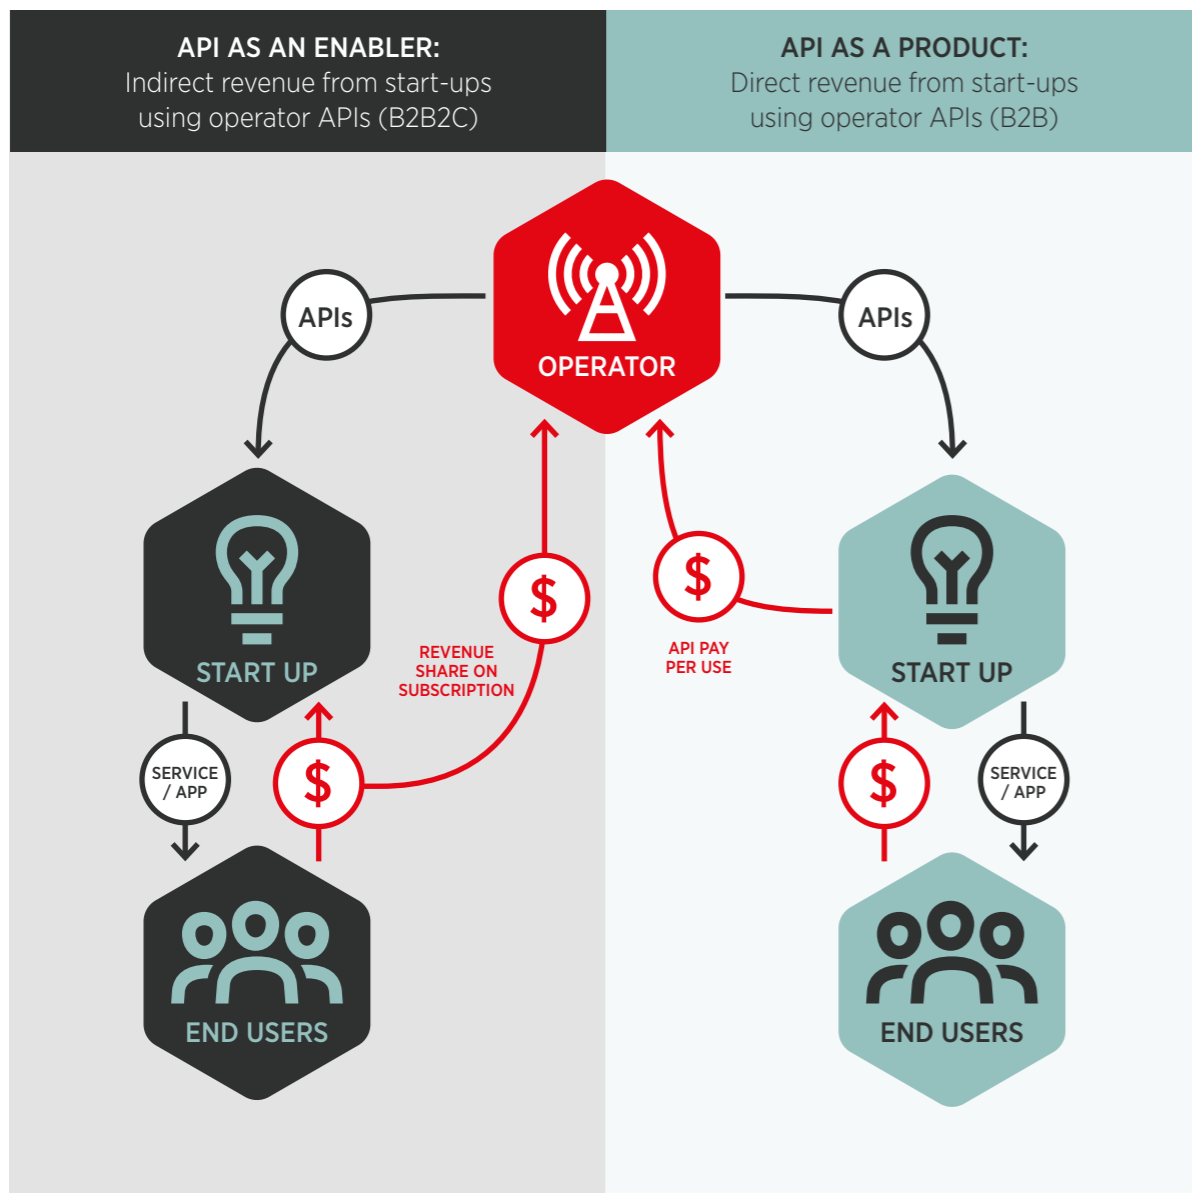 API AS AN ENABLER:
Indirect revenue from start-ups
using operator APIs (B2B2C)
API AS A PRODUCT:
Direct revenue from start-ups
using operator APIs (B2B)
OPERATOR
APIs
APIs
START UP
$
REVENUE
SHARE ON
SUBSCRIPTION
$
API PAY
PER USE
START UP
SERVICE
/ APP
$
$
SERVICE
/ APP
END USERS
END USERS